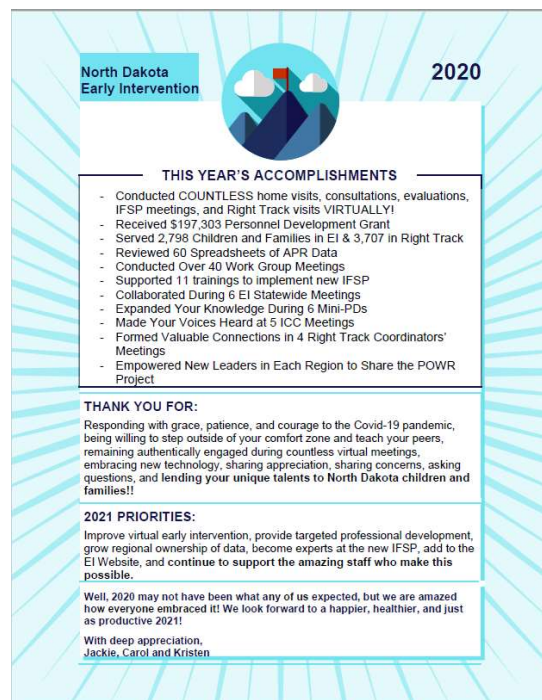 North Dakota
Early Intervention
2020
THIS YEAR'S ACCOMPLISHMENTS
- Conducted COUNTLESS home visits, consultations, evaluations,
IFSP meetings, and Right Track visits VIRTUALLY!
- Received $197,303 Personnel Development Grant
- Served 2,798 Children and Families in EI & 3,707 in Right Track
- Reviewed 60 Spreadsheets of APR Data
- Conducted Over 40 Work Group Meetings
- Supported 11 trainings to implement new IFSP
- Collaborated During 6 EI Statewide Meetings
- Expanded Your Knowledge During 6 Mini-PDs
- Made Your Voices Heard at 5 ICC Meetings
- Formed Valuable Connections in 4 Right Track Coordinators'
Meetings
- Empowered New Leaders in Each Region to Share the POWR
Project
THANK YOU FOR:
Responding with grace, patience, and courage to the Covid-19 pandemic,
being willing to step outside of your comfort zone and teach your peers,
remaining authentically engaged during countless virtual meetings,
embracing new technology, sharing appreciation, sharing concerns, asking
questions, and lending your unique talents to North Dakota children and
families!!
2021 PRIORITIES:
Improve virtual early intervention, provide targeted professional development,
grow regional ownership of data, become experts at the new IFSP, add to the
EI Website, and continue to support the amazing staff who make this
possible.
Well, 2020 may not have been what any of us expected, but we are amazed
how everyone embraced it! We look forward to a happier, healthier, and just
as productive 2021!
With deep appreciation,
Jackie, Carol and Kristen